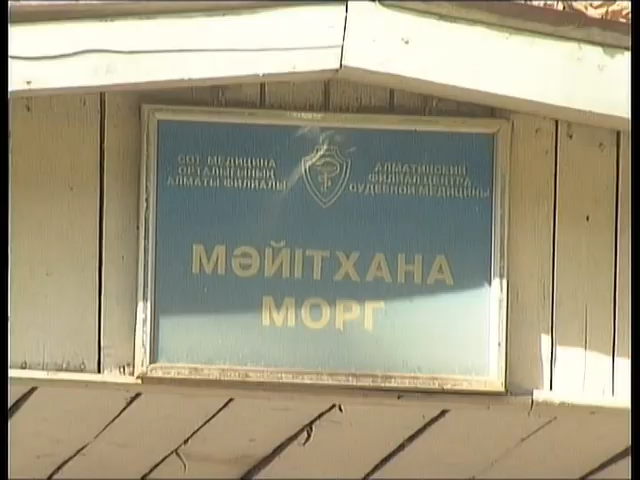 СОТ МЕДИЦИНА
ОРТАЛЫҒЫНЫҢ
АЛМАТЫ ФИЛИАЛЫ
АЛМАТИНСКИЙ
ФИЛИАЛ ЦЕНТРА
СУДЕБНОЙ МЕДИЦИНЫ
МӘЙІТХАНА
МОРГ